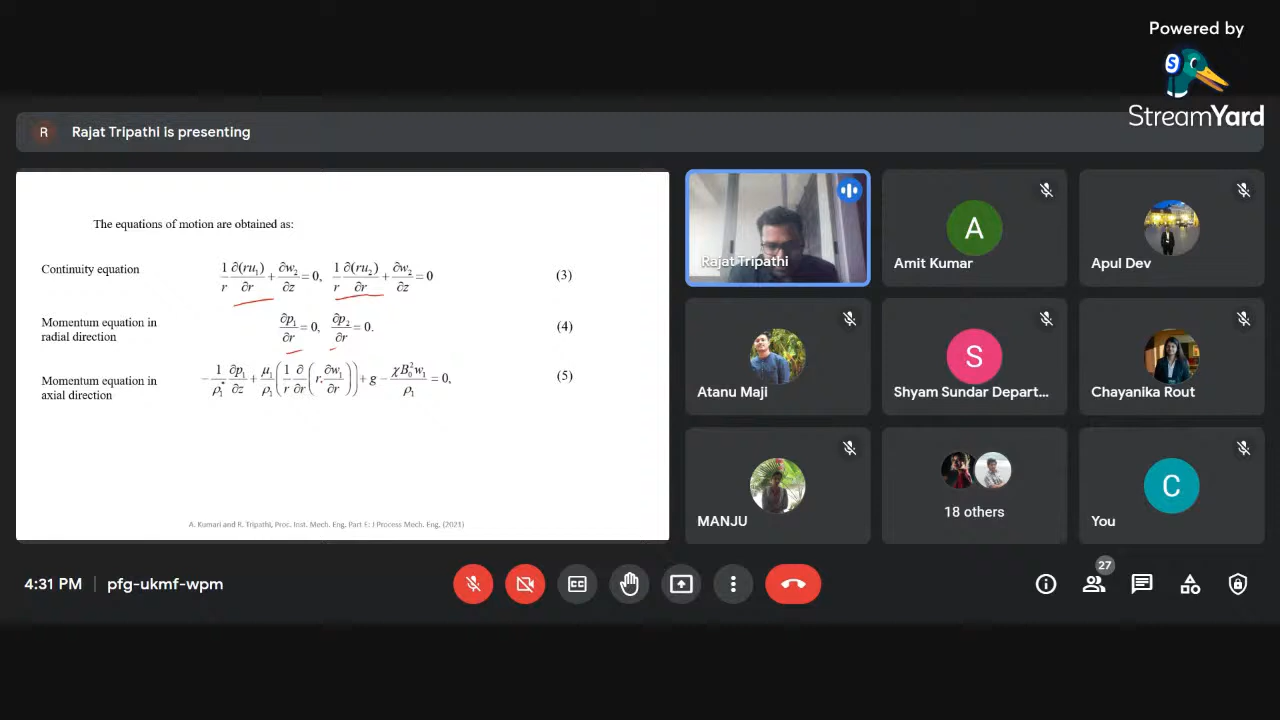 Powered by
S
StreamYard
R Rajat Tripathi is presenting
The equations of motion are obtained as:
Continuity equation 1/r ∂(ru₁)/∂r + ∂w₂/∂z = 0, 1/r ∂(ru₂)/∂r + ∂w₂/∂z = 0 (3)
Momentum equation in
radial direction ∂p₁/∂r = 0, ∂p₂/∂r = 0. (4)
Momentum equation in
axial direction −1/ρ₁ ∂p₁/∂z + μ₁/ρ₁ (1/r ∂/∂r (r, ∂w₁/∂r)) + g − χB₀²w₁/ρ₁ = 0, (5)
A. Kumari and R. Tripathi, Proc. Inst. Mech. Eng. Part E: J Process Mech. Eng. (2021)
Rajat Tripathi
A
Amit Kumar
Apul Dev
Atanu Maji
S
Shyam Sundar Depart...
Chayanika Rout
MANJU
18 others
C
You
4:31 PM | pfg-ukmf-wpm
CC
27